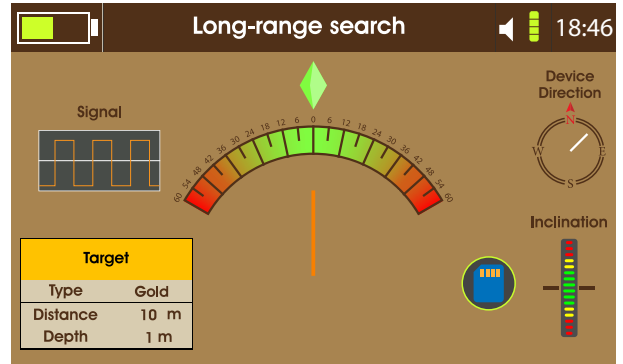 Long-range search
18:46
Signal
60 54 48 42 36 30 24 18 12 6 0 6 12 18 24 30 36 42 48 54 60
Device
Direction
N
W E
S
Inclination
Target
Type Gold
Distance 10 m
Depth 1 m